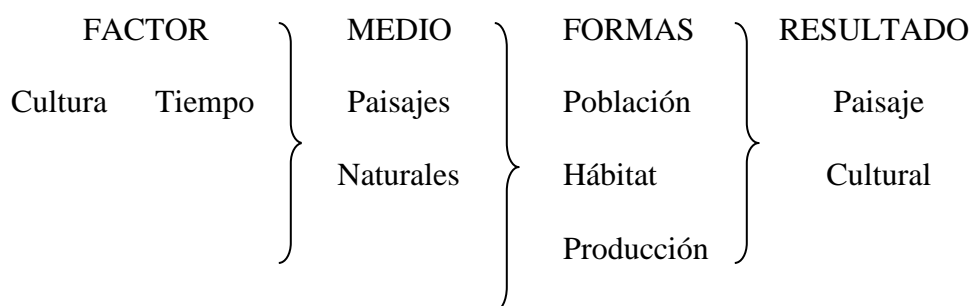 FACTOR MEDIO FORMAS RESULTADO
Cultura Tiempo Paisajes Población Paisaje
Naturales Hábitat Cultural
Producción